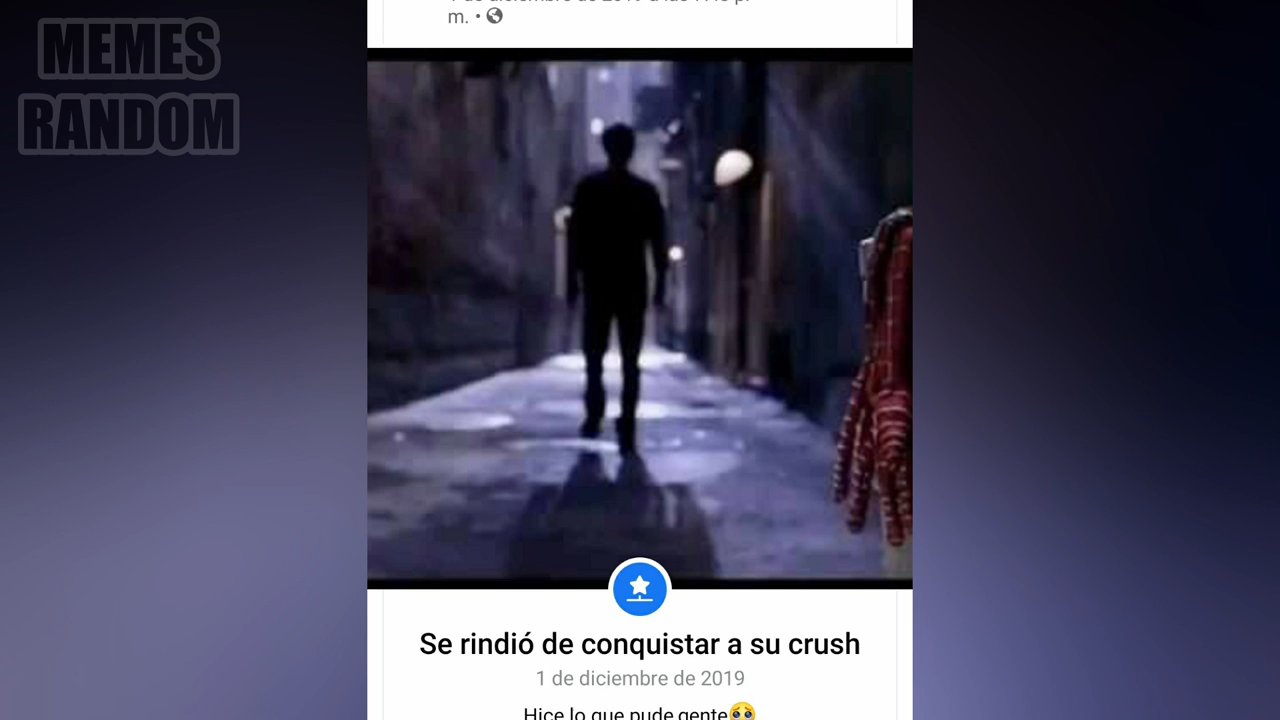 MEMES
RANDOM
m. •
Se rindió de conquistar a su crush
1 de diciembre de 2019
Hice lo que pude gente🥹